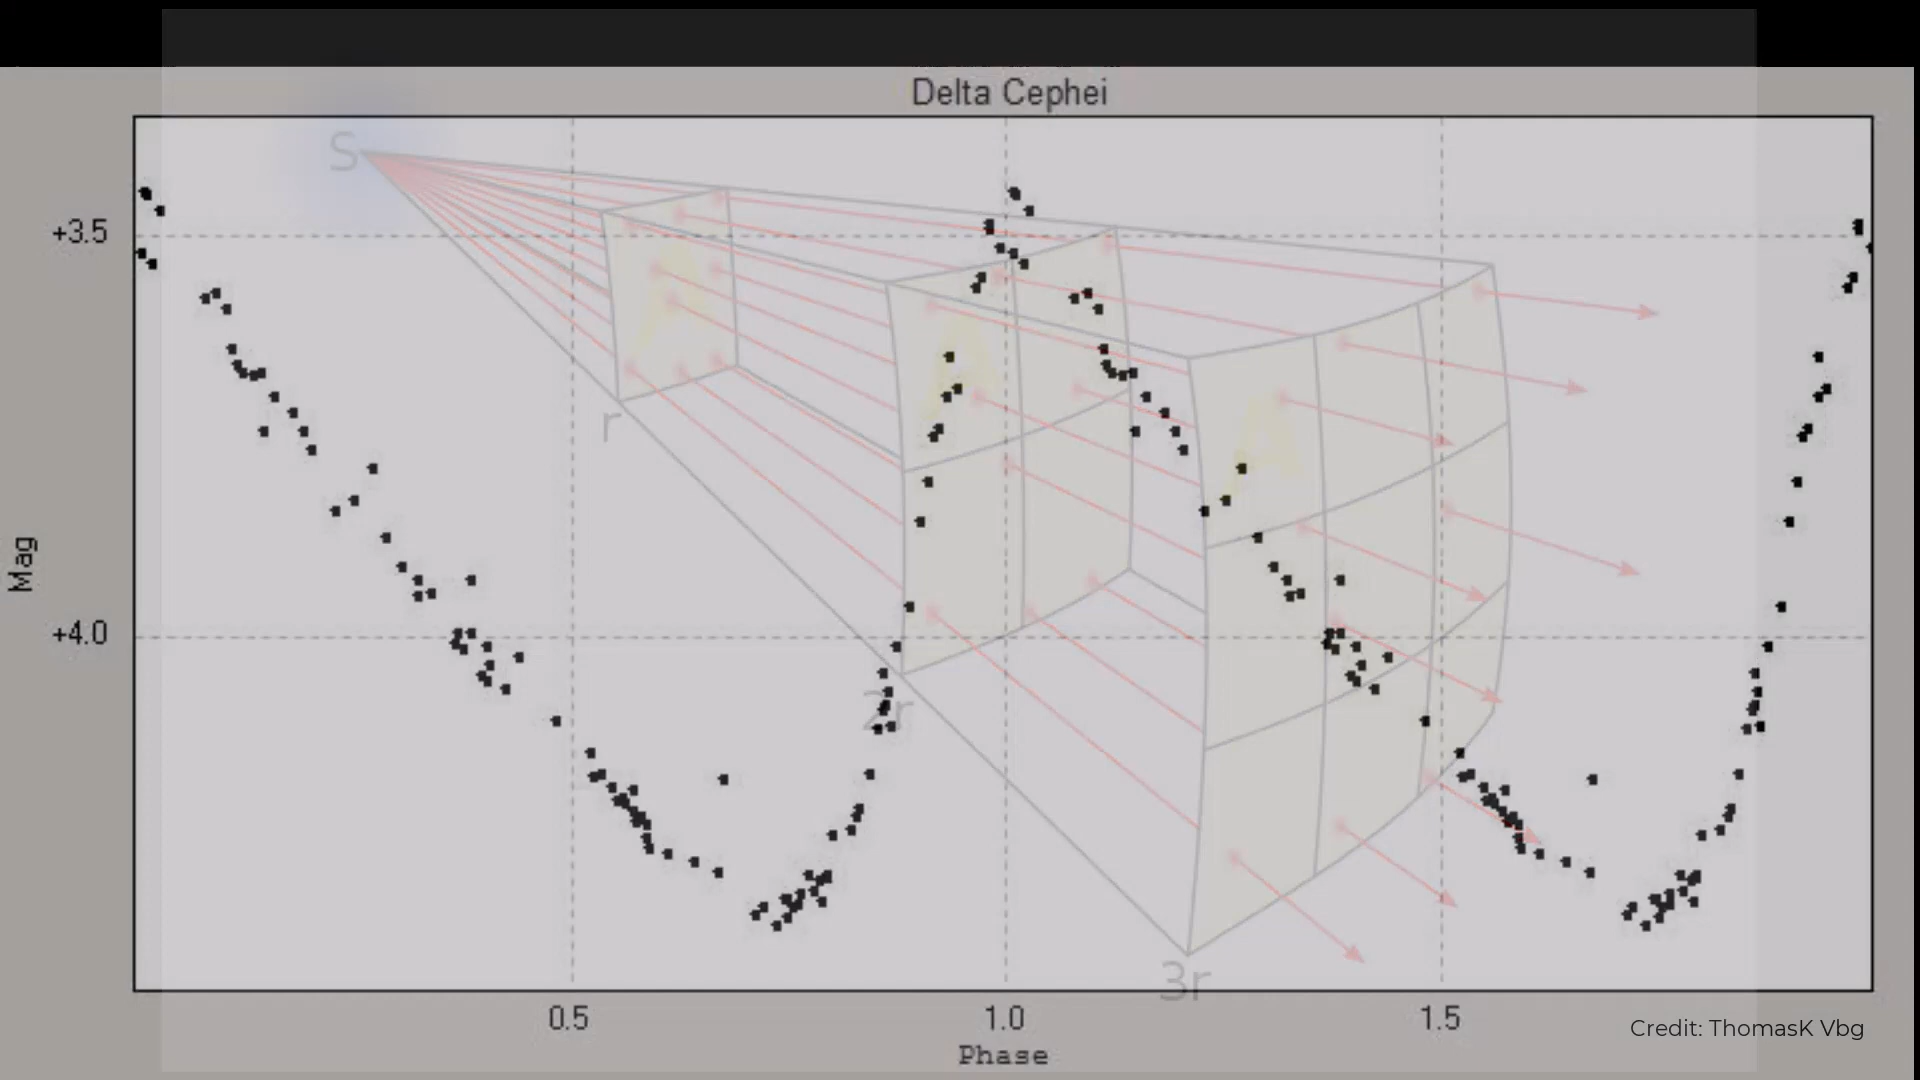 Delta Cephei
S
+3.5
A
A
A
r
Mag
+4.0
2r
3r
0.5
1.0
1.5
Credit: ThomasK Vbg
Phase